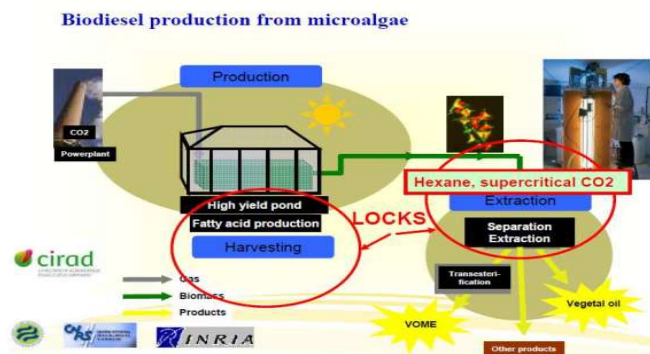 Biodiesel production from microalgae
Production
CO2
Powerplant
Hexane, supercritical CO2
High yield pond
Fatty acid production
LOCKS
Extraction
Harvesting
Separation
Extraction
cirad
Gas
Biomass
Products
Transesteri-
fication
VOME
Vegetal oil
Other products
CNRS
INRIA